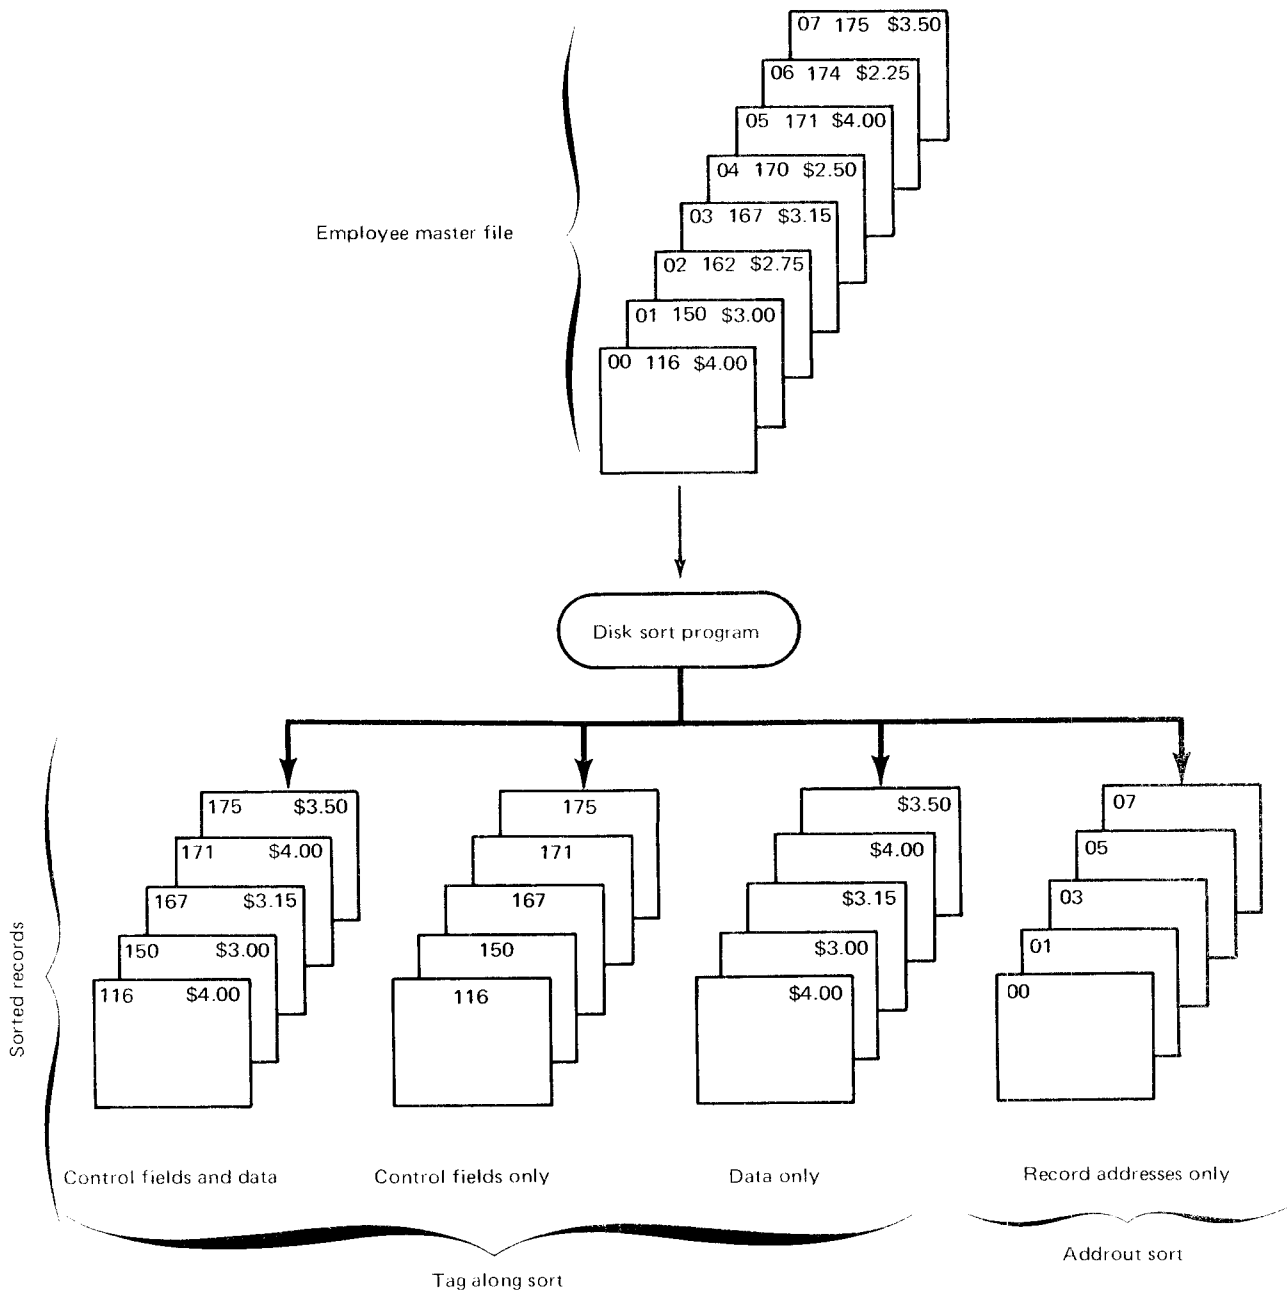 07 175 $3.50
06 174 $2.25
05 171 $4.00
04 170 $2.50
03 167 $3.15
02 162 $2.75
01 150 $3.00
00 116 $4.00
Employee master file
Disk sort program
Sorted records
175 $3.50
171 $4.00
167 $3.15
150 $3.00
116 $4.00
Control fields and data
175
171
167
150
116
Control fields only
$3.50
$4.00
$3.15
$3.00
$4.00
Data only
07
05
03
01
00
Record addresses only
Tag along sort
Addrout sort